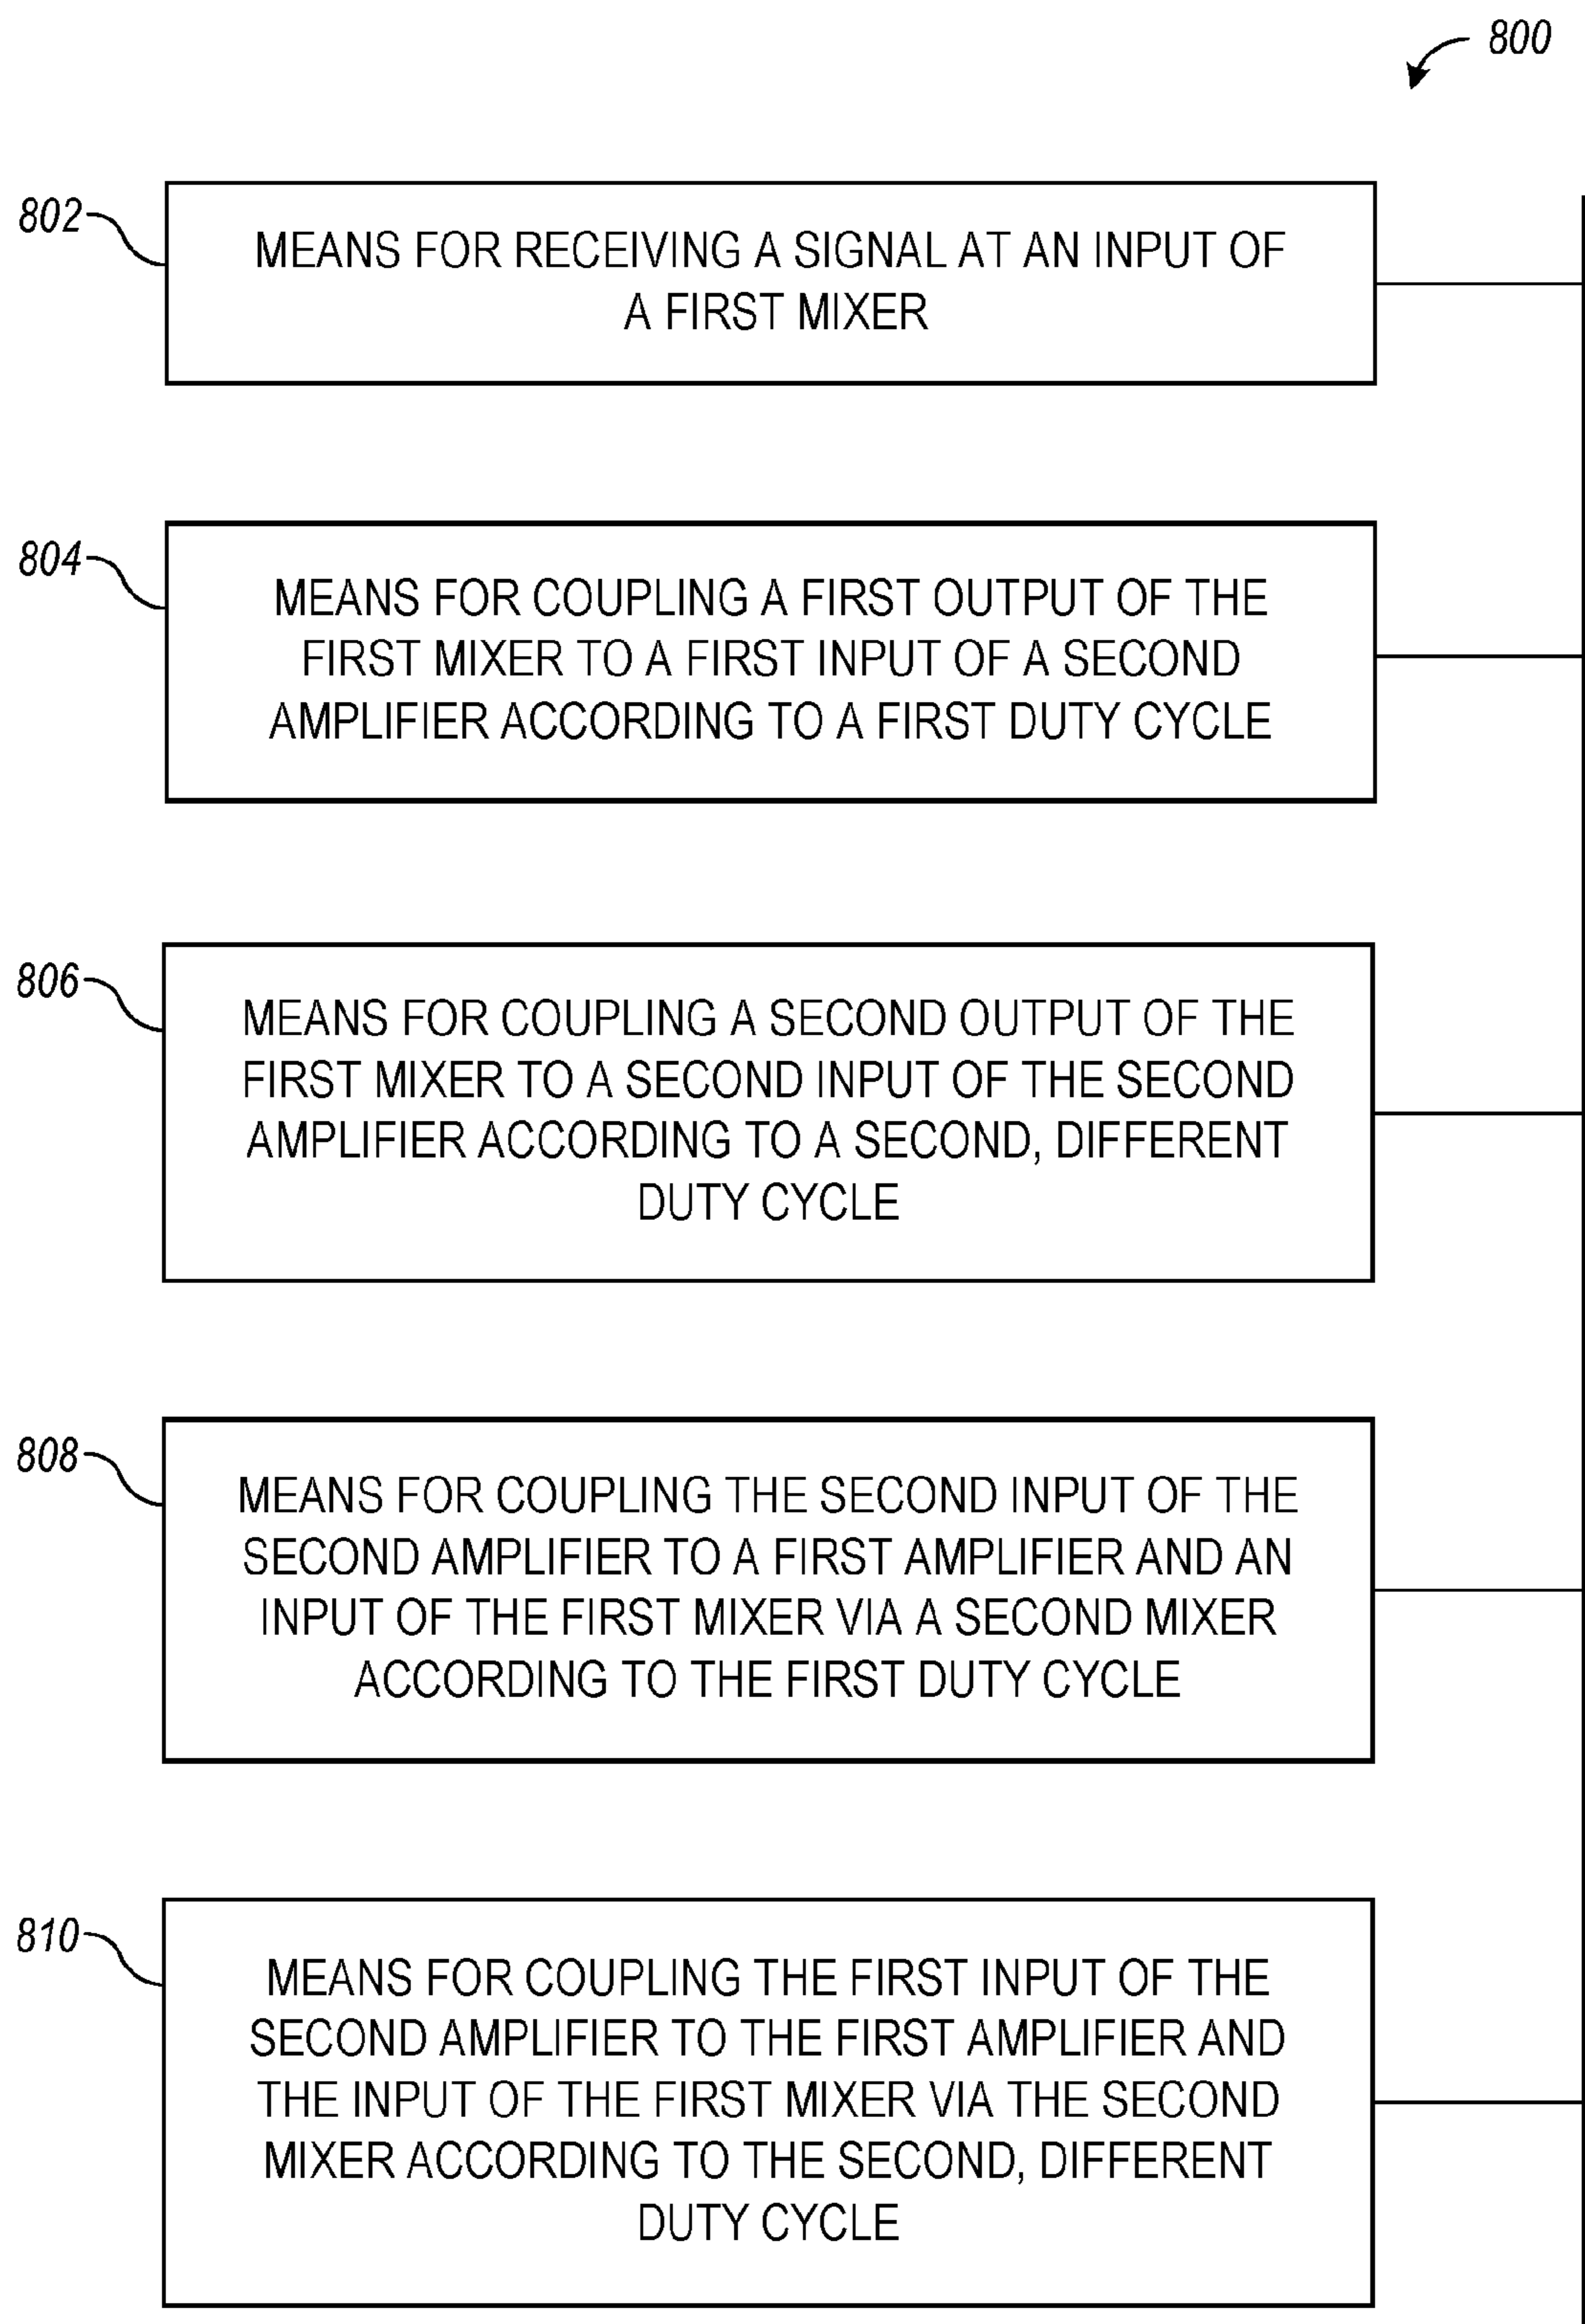 800
802
MEANS FOR RECEIVING A SIGNAL AT AN INPUT OF
A FIRST MIXER
804
MEANS FOR COUPLING A FIRST OUTPUT OF THE
FIRST MIXER TO A FIRST INPUT OF A SECOND
AMPLIFIER ACCORDING TO A FIRST DUTY CYCLE
806
MEANS FOR COUPLING A SECOND OUTPUT OF THE
FIRST MIXER TO A SECOND INPUT OF THE SECOND
AMPLIFIER ACCORDING TO A SECOND, DIFFERENT
DUTY CYCLE
808
MEANS FOR COUPLING THE SECOND INPUT OF THE
SECOND AMPLIFIER TO A FIRST AMPLIFIER AND AN
INPUT OF THE FIRST MIXER VIA A SECOND MIXER
ACCORDING TO THE FIRST DUTY CYCLE
810
MEANS FOR COUPLING THE FIRST INPUT OF THE
SECOND AMPLIFIER TO THE FIRST AMPLIFIER AND
THE INPUT OF THE FIRST MIXER VIA THE SECOND
MIXER ACCORDING TO THE SECOND, DIFFERENT
DUTY CYCLE